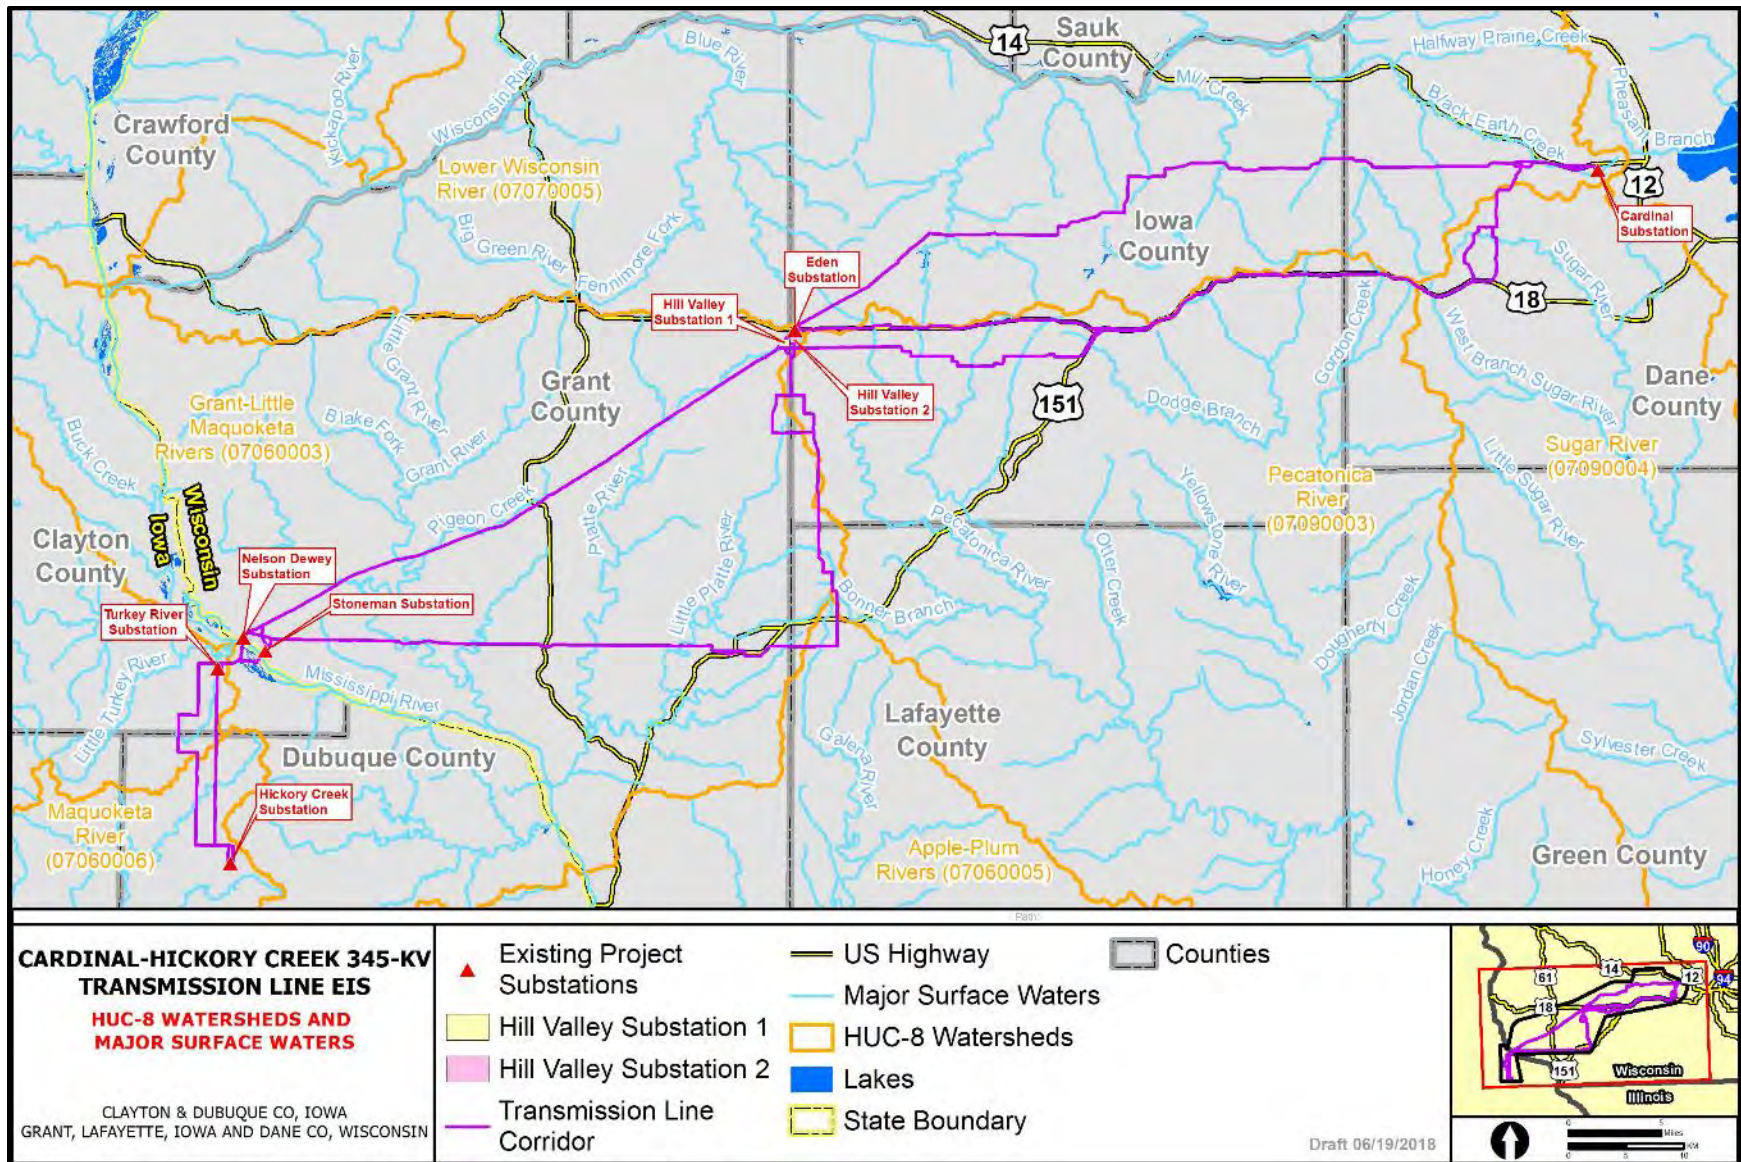 14
Sauk
County
Halfway Prairie Creek
Blue River
Mill Creek
Pheasant Branch
Black Earth Creek
Crawford
County
Kickapoo River
Wisconsin River
Lower Wisconsin
River (07070005)
12
Cardinal
Substation
Iowa
County
Big Green River
Fennimore Fork
Eden
Substation
Sugar River
Hill Valley
Substation 1
18
Gordon Creek
Little Grant River
West Branch Sugar River
Grant
County
Hill Valley
Substation 2
151
Dane
County
Grant-Little
Maquoketa
Rivers (07060003)
Blake Fork
Dodge Branch
Buck Creek
Grant River
Sugar River
(07090004)
Little Sugar River
Pecatonica
River
(07090003)
Yellowstone River
Wisconsin
Iowa
Pigeon Creek
Platte River
Pecatonica River
Clayton
County
Little Platte River
Otter Creek
Nelson Dewey
Substation
Stoneman Substation
Turkey River
Substation
Bonner Branch
Dougherty Creek
Jordan Creek
Little Turkey River
Mississippi River
Lafayette
County
Galena River
Sylvester Creek
Dubuque County
Hickory Creek
Substation
Maquoketa
River
(07060006)
Apple-Plum
Rivers (07060005)
Honey Creek
Green County
Path:
CARDINAL-HICKORY CREEK 345-KV
TRANSMISSION LINE EIS
HUC-8 WATERSHEDS AND
MAJOR SURFACE WATERS
CLAYTON & DUBUQUE CO, IOWA
GRANT, LAFAYETTE, IOWA AND DANE CO, WISCONSIN
Existing Project
Substations
Hill Valley Substation 1
Hill Valley Substation 2
Transmission Line
Corridor
US Highway
Major Surface Waters
HUC-8 Watersheds
Lakes
State Boundary
Counties
Draft 06/19/2018
90
61
14
12
94
18
151
Wisconsin
Illinois
0 5
Miles
KM
0 5 10